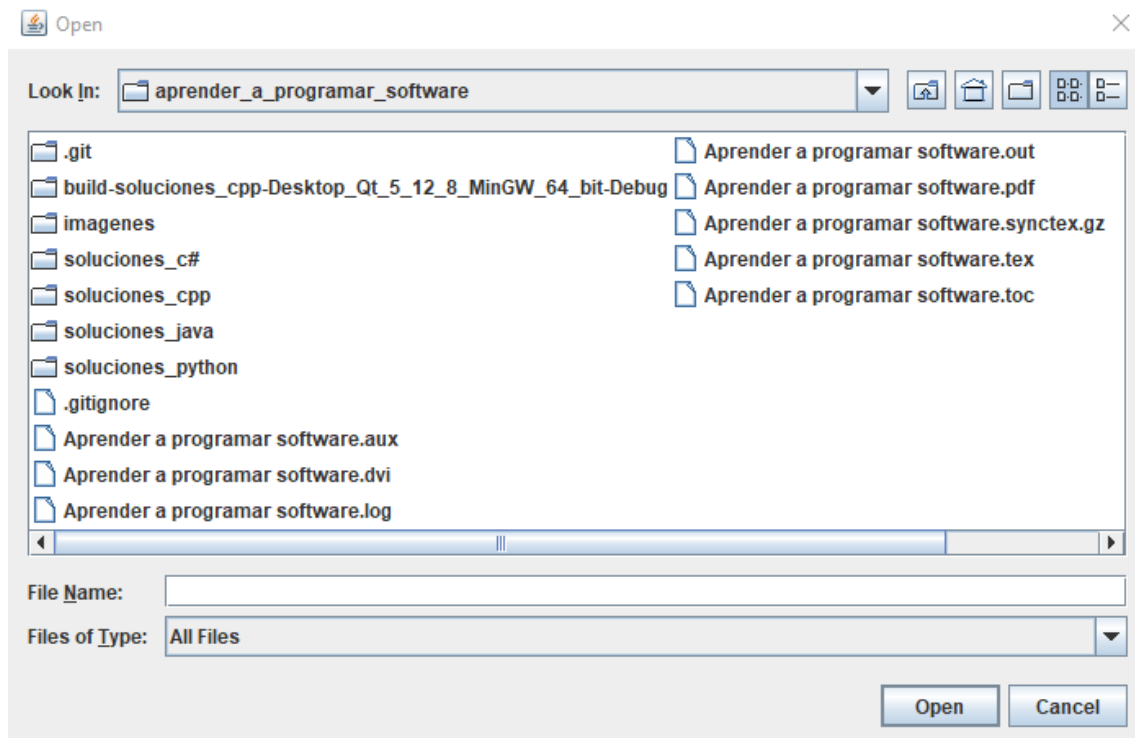 Open
Look In: aprender_a_programar_software
.git
build-soluciones_cpp-Desktop_Qt_5_12_8_MinGW_64_bit-Debug
imagenes
soluciones_c#
soluciones_cpp
soluciones_java
soluciones_python
.gitignore
Aprender a programar software.aux
Aprender a programar software.dvi
Aprender a programar software.log
Aprender a programar software.out
Aprender a programar software.pdf
Aprender a programar software.synctex.gz
Aprender a programar software.tex
Aprender a programar software.toc
File Name:
Files of Type: All Files
Open Cancel